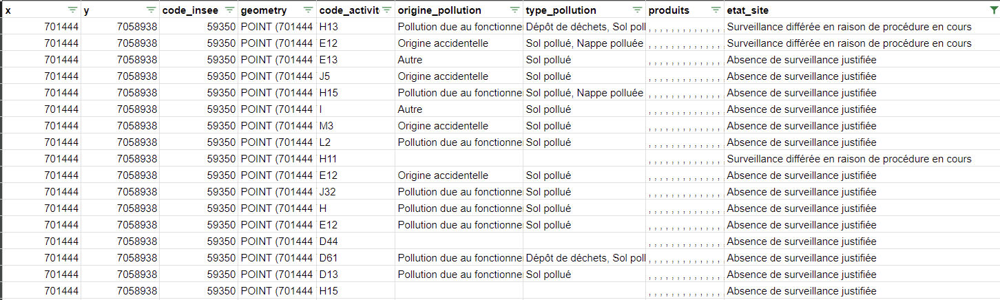 x y code_insee geometry code_activit origine_pollution type_pollution produits etat_site
701444 7058938 59350 POINT (701444 H13 Pollution due au fonctionne Dépôt de déchets, Sol poll , , , , , , , , , , , , , Surveillance différée en raison de procédure en cours
701444 7058938 59350 POINT (701444 E12 Origine accidentelle Sol pollué, Nappe polluée , , , , , , , , , , , , , Surveillance différée en raison de procédure en cours
701444 7058938 59350 POINT (701444 E13 Autre Sol pollué , , , , , , , , , , , , , Absence de surveillance justifiée
701444 7058938 59350 POINT (701444 J5 Origine accidentelle Sol pollué , , , , , , , , , , , , , Absence de surveillance justifiée
701444 7058938 59350 POINT (701444 H15 Pollution due au fonctionne Sol pollué, Nappe polluée , , , , , , , , , , , , , Absence de surveillance justifiée
701444 7058938 59350 POINT (701444 I Autre Sol pollué , , , , , , , , , , , , , Absence de surveillance justifiée
701444 7058938 59350 POINT (701444 M3 Origine accidentelle Sol pollué , , , , , , , , , , , , , Absence de surveillance justifiée
701444 7058938 59350 POINT (701444 L2 Pollution due au fonctionne Sol pollué , , , , , , , , , , , , , Absence de surveillance justifiée
701444 7058938 59350 POINT (701444 H11 , , , , , , , , , , , , , Surveillance différée en raison de procédure en cours
701444 7058938 59350 POINT (701444 E12 Origine accidentelle Sol pollué , , , , , , , , , , , , , Absence de surveillance justifiée
701444 7058938 59350 POINT (701444 J32 Pollution due au fonctionne Sol pollué , , , , , , , , , , , , , Absence de surveillance justifiée
701444 7058938 59350 POINT (701444 H Pollution due au fonctionne Sol pollué , , , , , , , , , , , , , Absence de surveillance justifiée
701444 7058938 59350 POINT (701444 E12 Pollution due au fonctionne Sol pollué , , , , , , , , , , , , , Absence de surveillance justifiée
701444 7058938 59350 POINT (701444 D44 , , , , , , , , , , , , , Absence de surveillance justifiée
701444 7058938 59350 POINT (701444 D61 Pollution due au fonctionne Dépôt de déchets, Sol poll , , , , , , , , , , , , , Absence de surveillance justifiée
701444 7058938 59350 POINT (701444 D13 Pollution due au fonctionne Sol pollué , , , , , , , , , , , , , Absence de surveillance justifiée
701444 7058938 59350 POINT (701444 H15 , , , , , , , , , , , , , Absence de surveillance justifiée